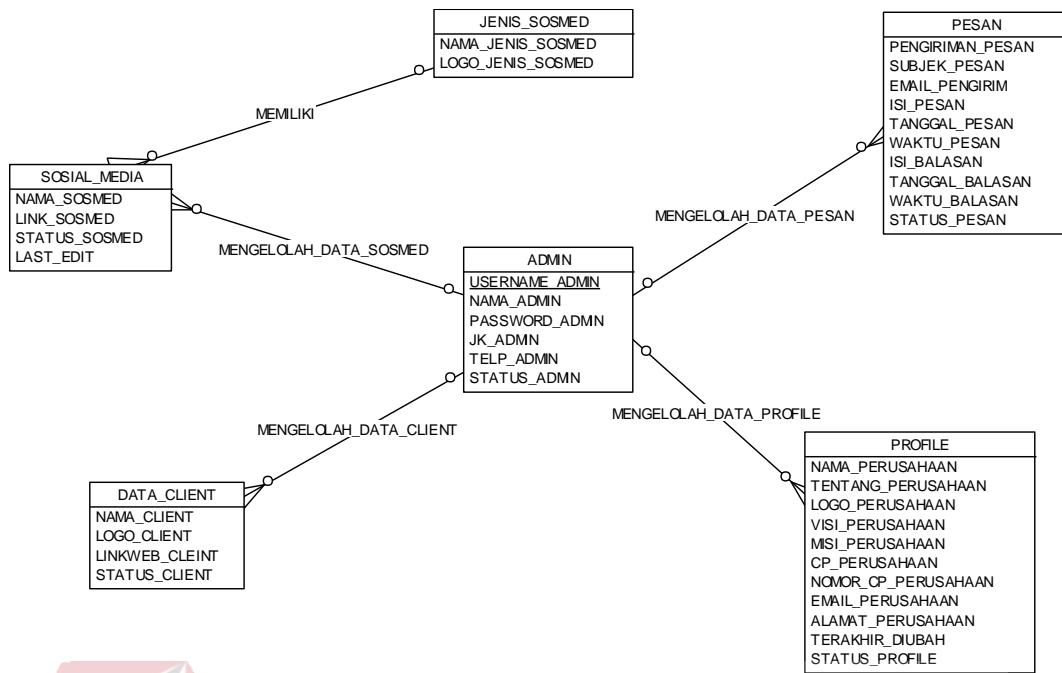 JENIS_SOSMED
NAMA_JENIS_SOSMED
LOGO_JENIS_SOSMED
PESAN
PENGIRIMAN_PESAN
SUBJEK_PESAN
EMAIL_PENGIRIM
ISI_PESAN
TANGGAL_PESAN
WAKTU_PESAN
ISI_BALASAN
TANGGAL_BALASAN
WAKTU_BALASAN
STATUS_PESAN
MEMILIKI
SOSIAL_MEDIA
NAMA_SOSMED
LINK_SOSMED
STATUS_SOSMED
LAST_EDIT
MENGELOLAH_DATA_SOSMED
MENGELOLAH_DATA_PESAN
ADMIN
USERNAME_ADMIN
NAMA_ADMIN
PASSWORD_ADMIN
JK_ADMIN
TELP_ADMIN
STATUS_ADMIN
MENGELOLAH_DATA_CLIENT
MENGELOLAH_DATA_PROFILE
DATA_CLIENT
NAMA_CLIENT
LOGO_CLIENT
LINKWEB_CLEINT
STATUS_CLIENT
PROFILE
NAMA_PERUSAHAAN
TENTANG_PERUSAHAAN
LOGO_PERUSAHAAN
VISI_PERUSAHAAN
MISI_PERUSAHAAN
CP_PERUSAHAAN
NOMOR_CP_PERUSAHAAN
EMAIL_PERUSAHAAN
ALAMAT_PERUSAHAAN
TERAKHIR_DIUBAH
STATUS_PROFILE